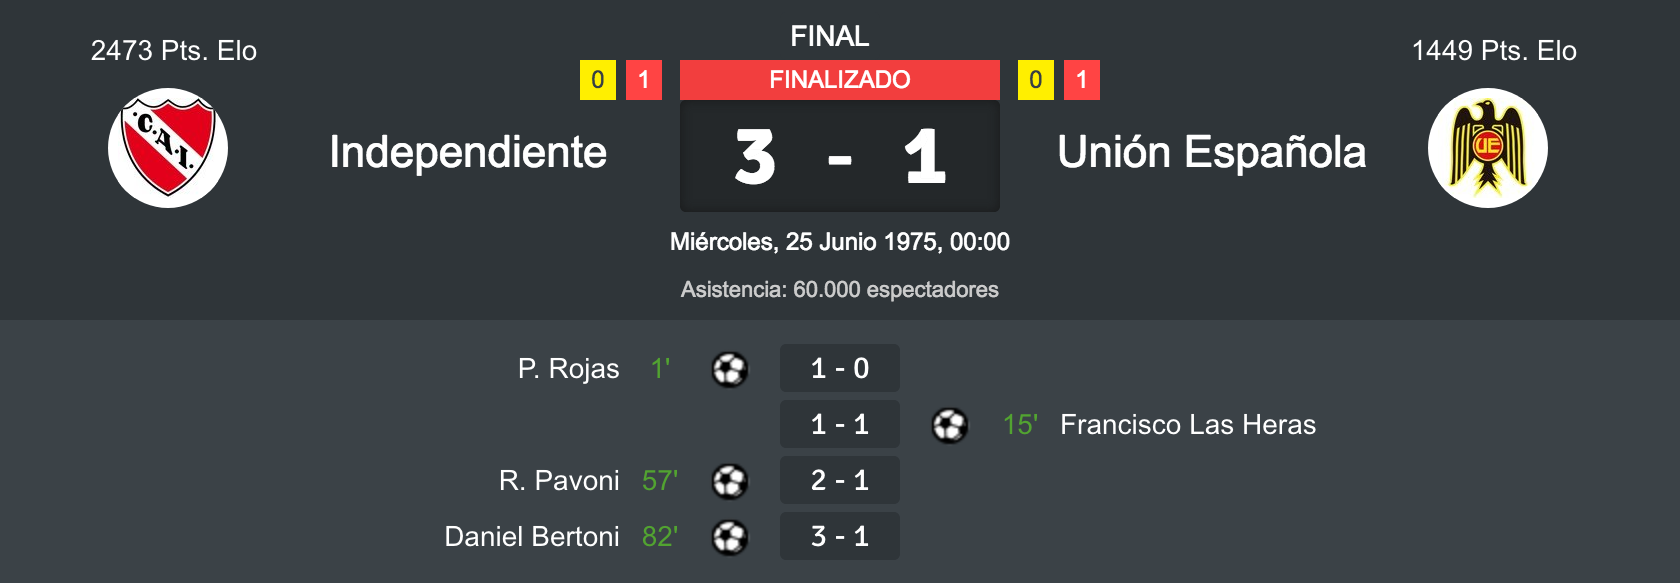 FINAL
2473 Pts. Elo
1449 Pts. Elo
0 1 FINALIZADO 0 1
C.A.I.
Independiente 3 - 1 Unión Española
UE
Miércoles, 25 Junio 1975, 00:00
Asistencia: 60.000 espectadores
P. Rojas 1' 1 - 0
1 - 1 15' Francisco Las Heras
R. Pavoni 57' 2 - 1
Daniel Bertoni 82' 3 - 1